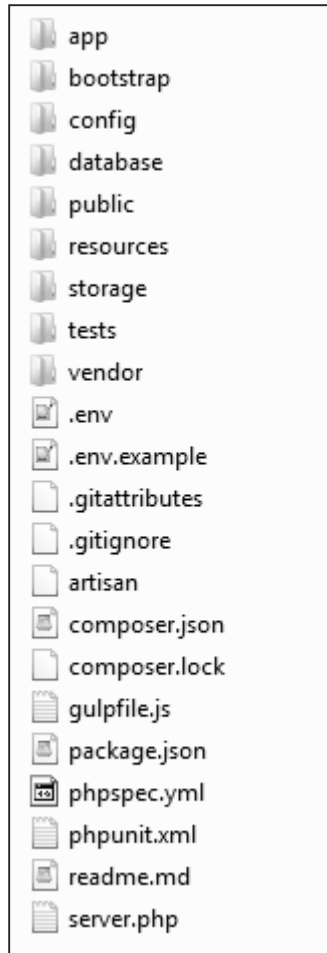 app
bootstrap
config
database
public
resources
storage
tests
vendor
.env
.env.example
.gitattributes
.gitignore
artisan
composer.json
composer.lock
gulpfile.js
package.json
phpspec.yml
phpunit.xml
readme.md
server.php